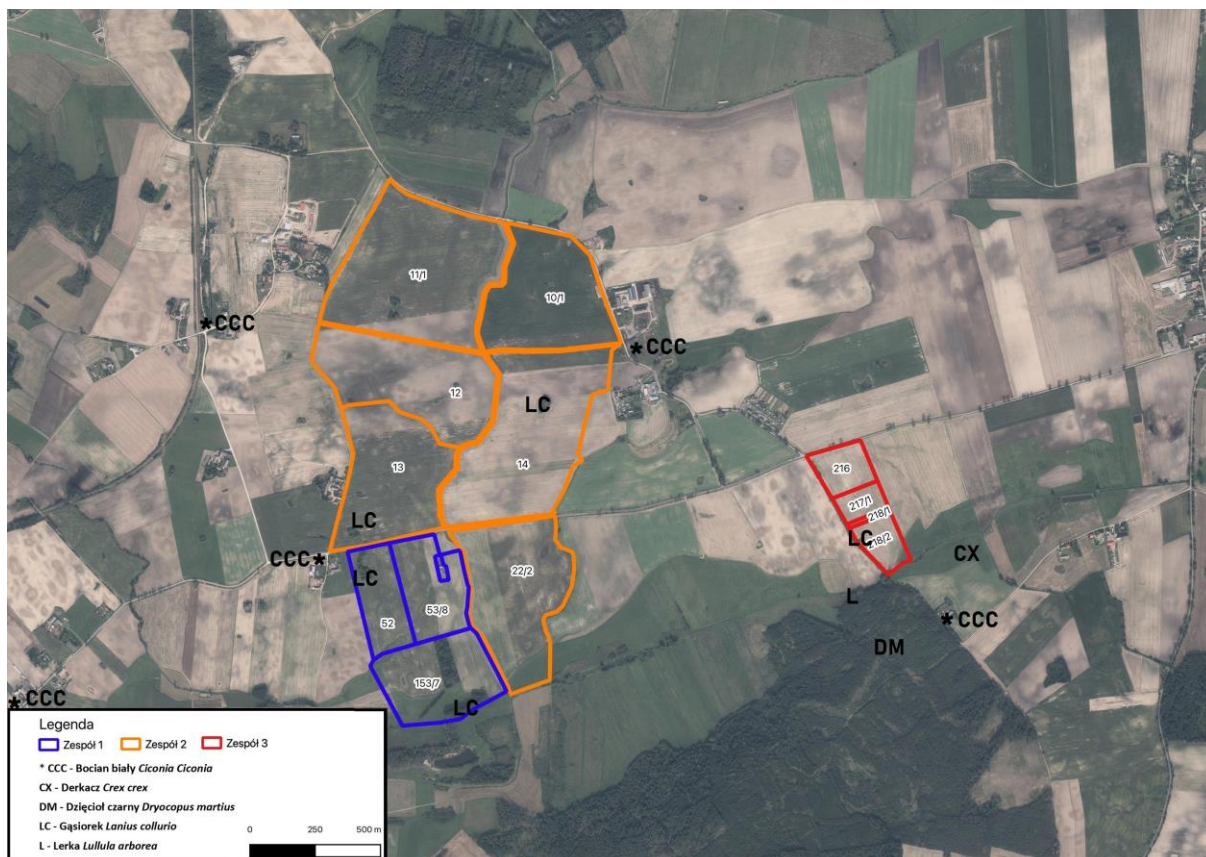 11/1
10/1
*CCC
*CCC
12
LC
13
14
216
217/1
218/1
LC
218/2
LC
CCC*
LC
CX
22/2
52
53/8
L
*CCC
DM
153/7
LC
*CCC
Legenda
Zespół 1 Zespół 2 Zespół 3
* CCC - Bocian biały Ciconia Ciconia
CX - Derkacz Crex crex
DM - Dzięcioł czarny Dryocopus martius
LC - Gąsiorek Lanius collurio
L - Lerka Lullula arborea
0 250 500 m